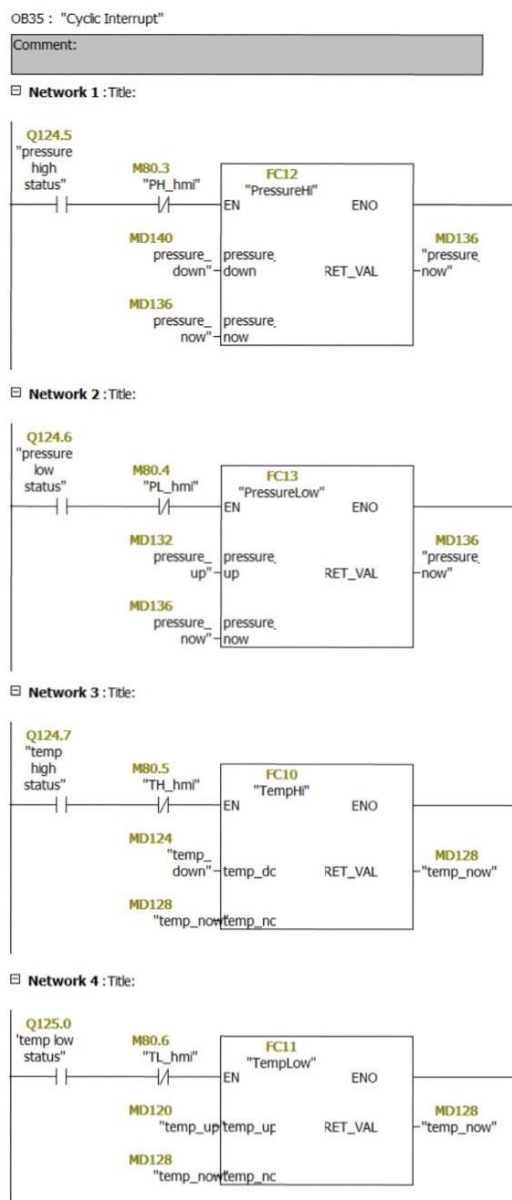 OB35 : "Cyclic Interrupt"
Comment:
Network 1 : Title:
Q124.5
"pressure
high
status"
M80.3
"PH_hmi"
FC12
"PressureHi"
EN
ENO
MD140
pressure_
down"
pressure_
down
RET_VAL
MD136
"pressure_
now"
MD136
pressure_
now"
pressure_
now
Network 2 : Title:
Q124.6
"pressure
low
status"
M80.4
"PL_hmi"
FC13
"PressureLow"
EN
ENO
MD132
pressure_
up"
pressure_
up
RET_VAL
MD136
"pressure_
now"
MD136
pressure_
now"
pressure_
now
Network 3 : Title:
Q124.7
"temp
high
status"
M80.5
"TH_hmi"
FC10
"TempHi"
EN
ENO
MD124
"temp_
down"
temp_dc
RET_VAL
MD128
"temp_now"
MD128
"temp_now"
temp_nc
Network 4 : Title:
Q125.0
'temp low
status"
M80.6
"TL_hmi"
FC11
"TempLow"
EN
ENO
MD120
"temp_up"
temp_up
RET_VAL
MD128
"temp_now"
MD128
"temp_now"
temp_nc